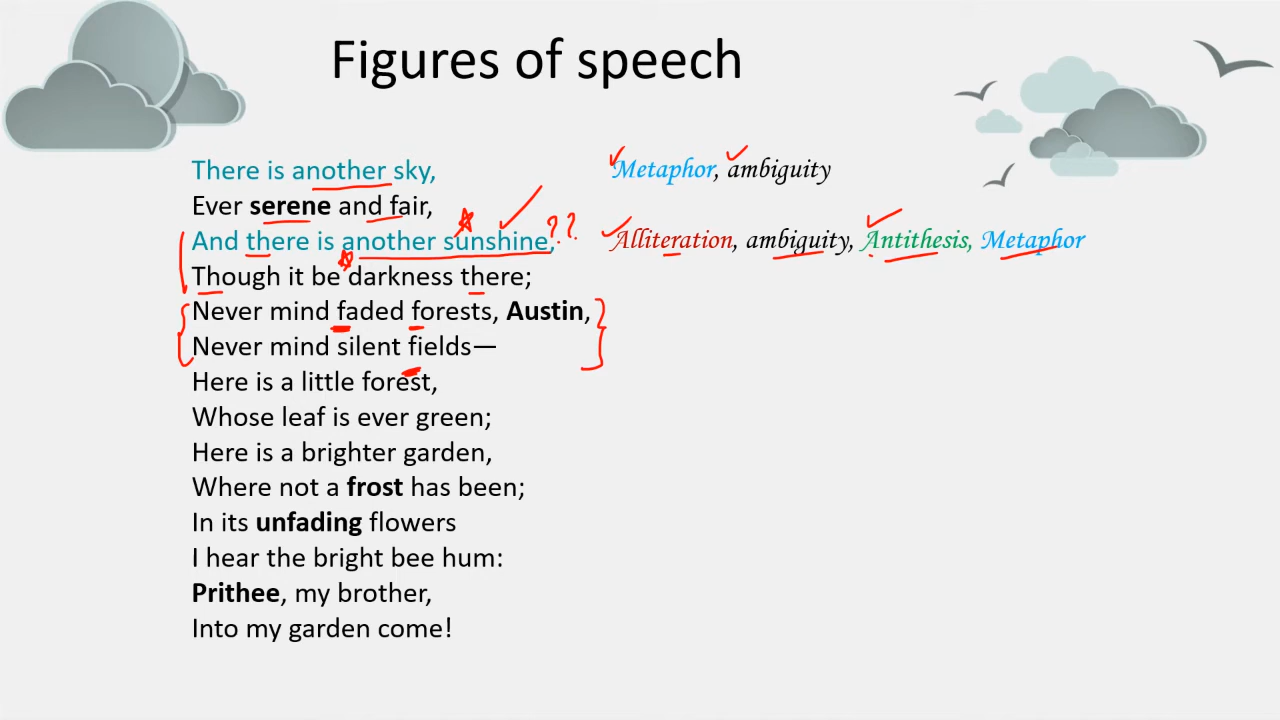 Figures of speech
There is another sky, Metaphor, ambiguity
Ever serene and fair,
And there is another sunshine, ?? Alliteration, ambiguity, Antithesis, Metaphor
Though it be darkness there;
Never mind faded forests, Austin,
Never mind silent fields—
Here is a little forest,
Whose leaf is ever green;
Here is a brighter garden,
Where not a frost has been;
In its unfading flowers
I hear the bright bee hum:
Prithee, my brother,
Into my garden come!